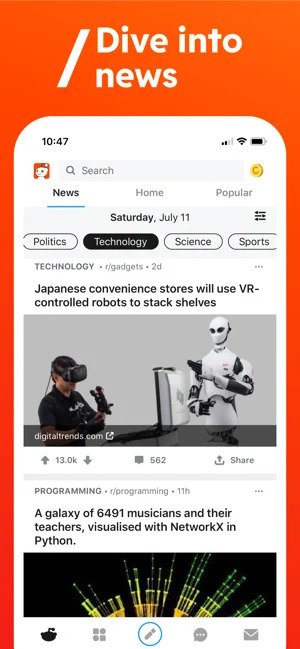 Dive into
news
10:47
Search
News Home Popular
Saturday, July 11
Politics Technology Science Sports
TECHNOLOGY • r/gadgets • 2d
Japanese convenience stores will use VR-
controlled robots to stack shelves
digitaltrends.com
13.0k 562 Share
PROGRAMMING • r/programming • 11h
A galaxy of 6491 musicians and their
teachers, visualised with NetworkX in
Python.